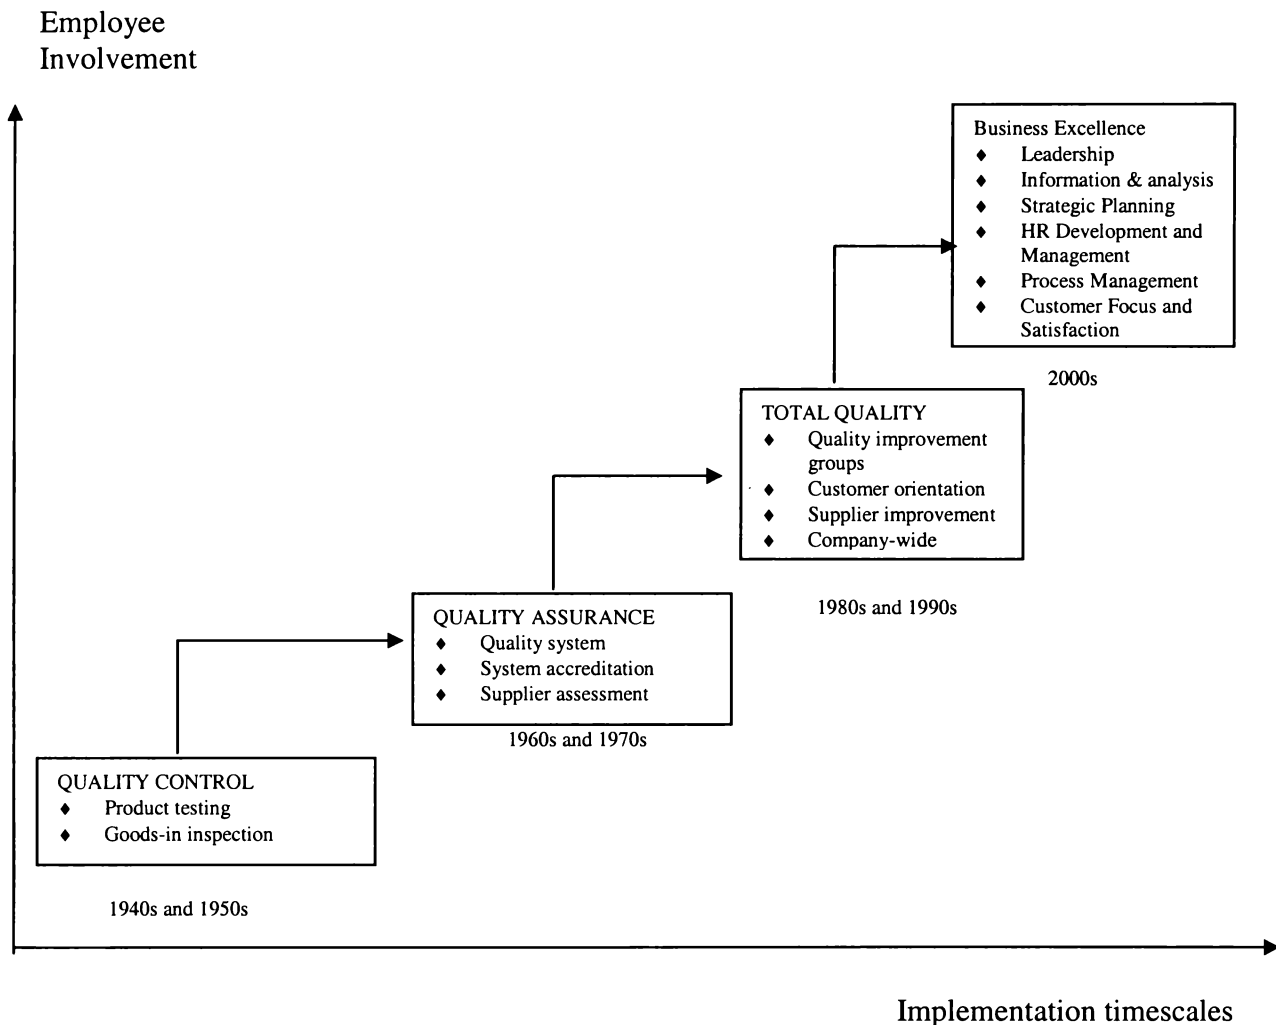 Employee
Involvement
Business Excellence
♦ Leadership
♦ Information & analysis
♦ Strategic Planning
♦ HR Development and
Management
♦ Process Management
♦ Customer Focus and
Satisfaction
2000s
TOTAL QUALITY
♦ Quality improvement
groups
♦ Customer orientation
♦ Supplier improvement
♦ Company-wide
1980s and 1990s
QUALITY ASSURANCE
♦ Quality system
♦ System accreditation
♦ Supplier assessment
1960s and 1970s
QUALITY CONTROL
♦ Product testing
♦ Goods-in inspection
1940s and 1950s
Implementation timescales